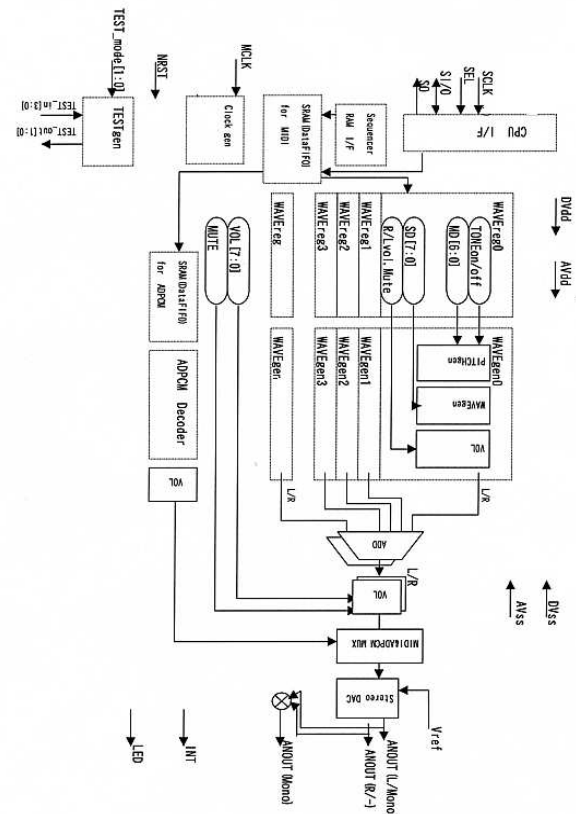 SCLK
SEL
SI/O
SO
CPU I/F
Sequencer
RAM I/F
SRAM(DataFIFO)
for MIDI
MCLK
Clock gen
NRST
TEST_mode[1:0]
TESTgen
TEST_in[3:0]
TEST_out[1:0]
DVdd
AVdd
WAVEreg0
TONEon/off
MD[6:0]
SD[7:0]
R/Lvol.Mute
WAVEreg1
WAVEreg2
WAVEreg3
WAVEreg
VOL[7:0]
MUTE
SRAM(DataFIFO)
for ADPCM
WAVEgen0
PITCHgen
WAVEgen
VOL
WAVEgen1
WAVEgen2
WAVEgen3
WAVEgen
ADPCM Decoder
VOL
L/R
L/R
ADD
L/R
VOL
DVss
AVss
MIDI&ADPCM MUX
Stereo DAC
Vref
ANOUT(L/Mono
ANOUT(R/-)
ANOUT(Mono)
INT
LED